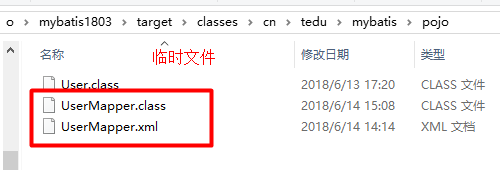 o › mybatis1803 › target › classes › cn › tedu › mybatis › pojo
名称 修改日期 类型
临时文件
User.class 2018/6/13 17:20 CLASS 文件
UserMapper.class 2018/6/14 15:08 CLASS 文件
UserMapper.xml 2018/6/14 14:14 XML 文档